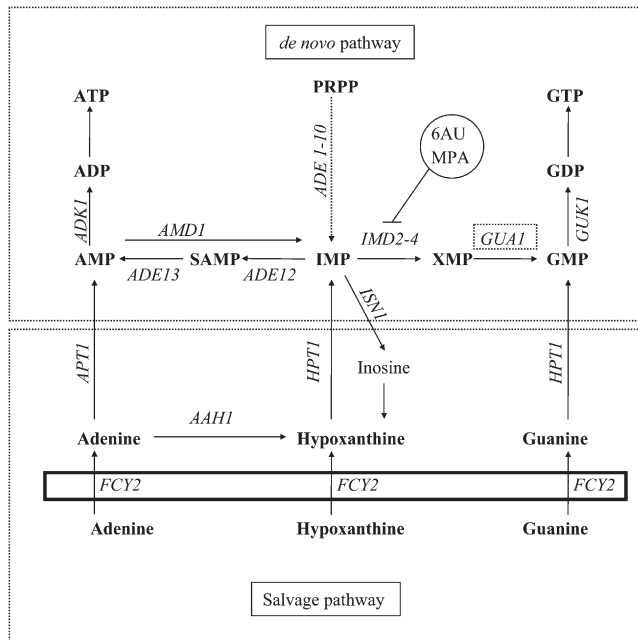 de novo pathway
PRPP
ATP
GTP
6AU
MPA
ADE 1-10
ADP
GDP
ADK1
GUK1
AMD1
IMD2-4
GUA1
AMP
SAMP
IMP
XMP
GMP
ADE13
ADE12
ISN1
APT1
HPT1
HPT1
Inosine
AAH1
Adenine
Hypoxanthine
Guanine
FCY2
FCY2
FCY2
Adenine
Hypoxanthine
Guanine
Salvage pathway